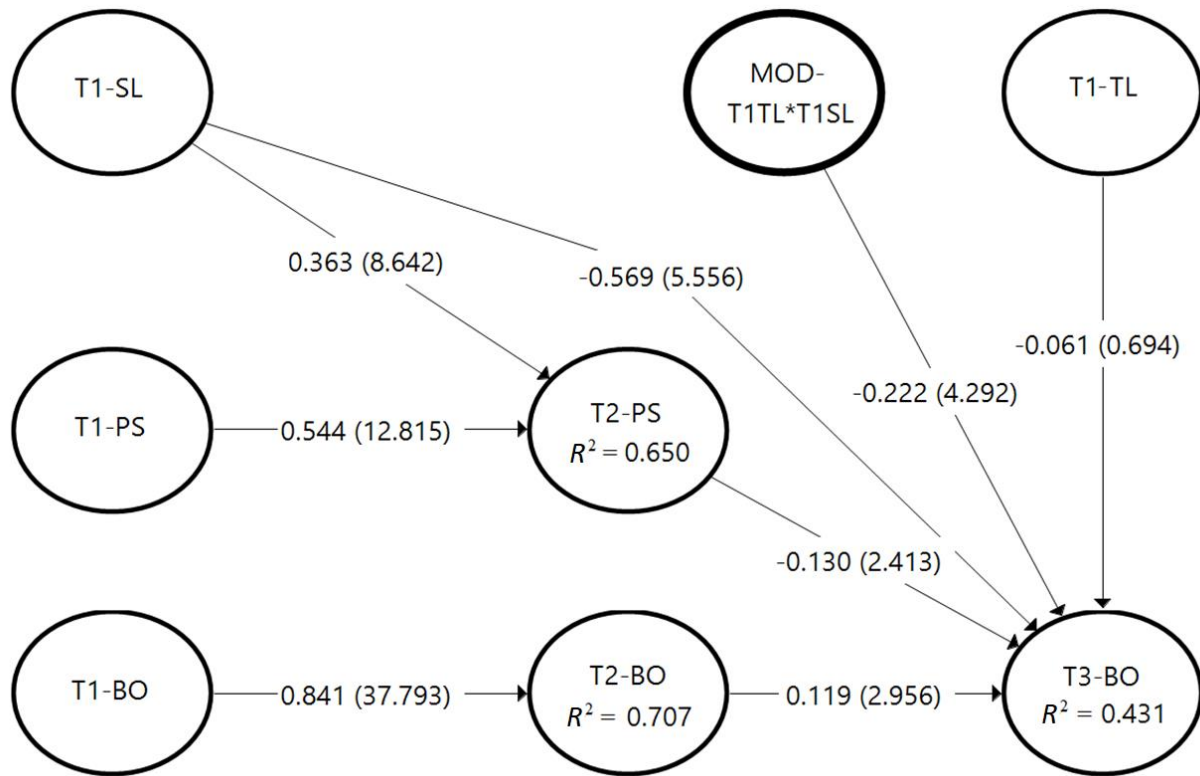 T1-SL
MOD-
T1TL*T1SL
T1-TL
0.363 (8.642)
-0.569 (5.556)
-0.061 (0.694)
-0.222 (4.292)
T1-PS
0.544 (12.815)
T2-PS
R² = 0.650
-0.130 (2.413)
T1-BO
0.841 (37.793)
T2-BO
R² = 0.707
0.119 (2.956)
T3-BO
R² = 0.431